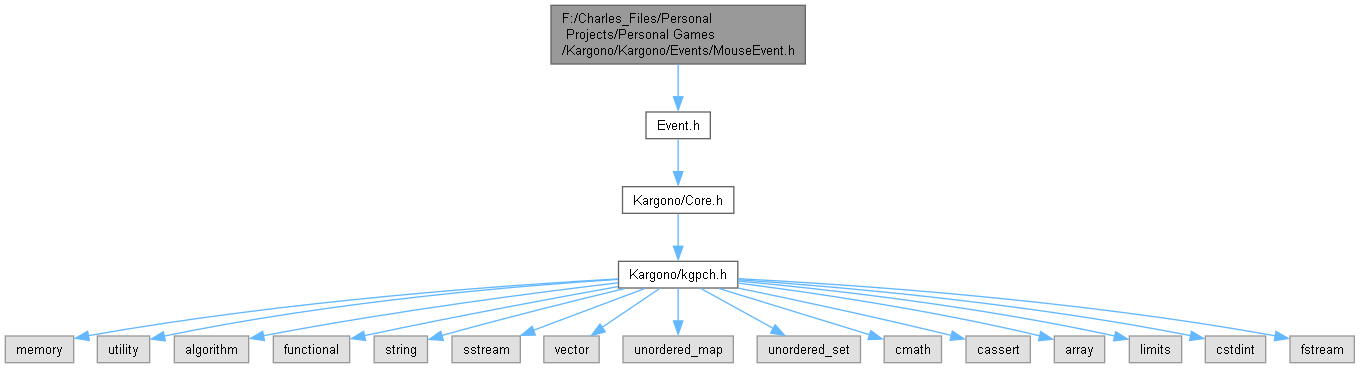 F:/Charles_Files/Personal
Projects/Personal Games
/Kargono/Kargono/Events/MouseEvent.h
Event.h
Kargono/Core.h
Kargono/kgpch.h
memory
utility
algorithm
functional
string
sstream
vector
unordered_map
unordered_set
cmath
cassert
array
limits
cstdint
fstream